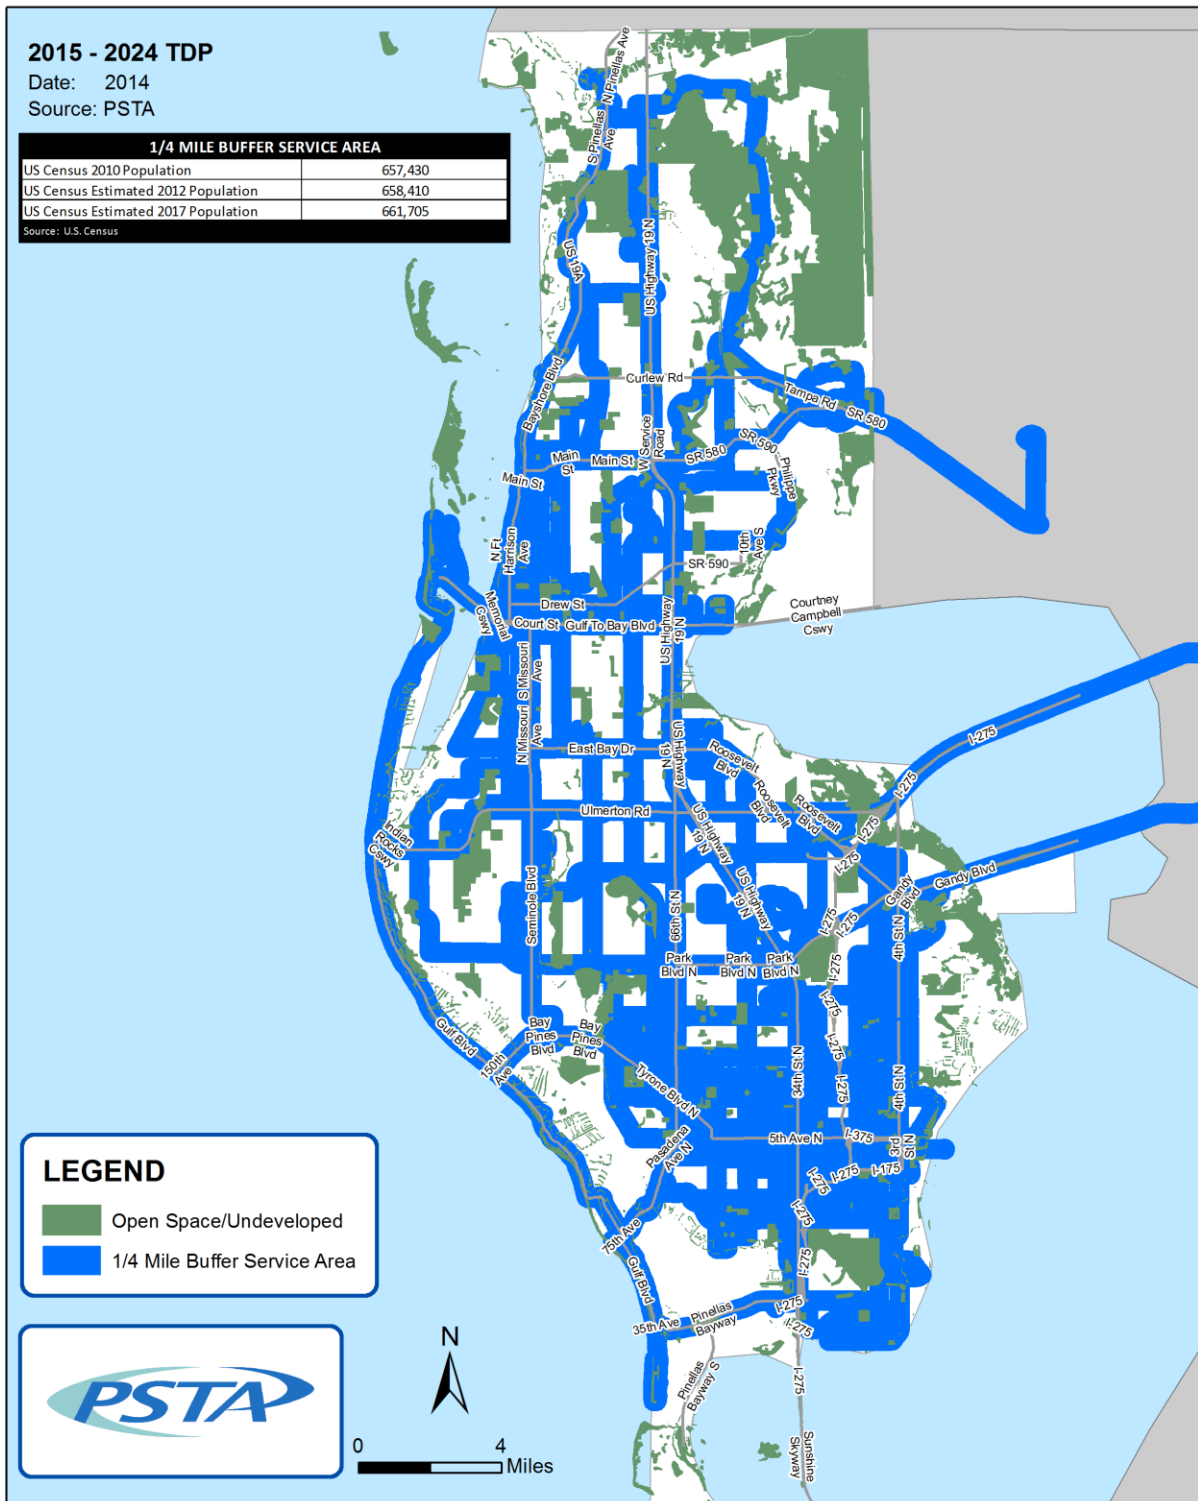 2015 - 2024 TDP
Date: 2014
Source: PSTA
1/4 MILE BUFFER SERVICE AREA
US Census 2010 Population 657,430
US Census Estimated 2012 Population 658,410
US Census Estimated 2017 Population 661,705
Source: U.S. Census
N Pinellas Ave
S Pinellas
Ave
US 19A
US Highway 19 N
Bayshore Blvd
Curlew Rd
Tampa Rd
SR 580
W Service
Road
SR 590
SR 580
Main
St
Main St
Main St
Philippe
Pkwy
N Ft
Harrison
Ave
10th
Ave S
SR 590
Memorial
Cswy
Drew St
Court St
Gulf To Bay Blvd
US Highway
19 N
Courtney
Campbell
Cswy
N Missouri
Ave
S Missouri
Ave
East Bay Dr
US Highway
19 N
Roosevelt
Blvd
Roosevelt
Blvd
Roosevelt
Blvd
I-275
I-275
I-275
I-275
Ulmerton Rd
Indian
Rocks
Cswy
US Highway
19 N
US Highway
19 N
Seminole Blvd
66th St N
Gandy
Blvd
Gandy Blvd
I-275
I-275
4th St N
Park
Blvd N
Park
Blvd N
Park
Blvd N
I-275
I-275
I-275
I-275
Gulf Blvd
150th
Ave
Bay
Pines
Blvd
Bay
Pines
Blvd
Tyrone Blvd N
34th St N
4th St N
5th Ave N
I-375
3rd
St N
Pasadena
Ave N
I-275
I-275
I-175
I-275
75th Ave
Gulf Blvd
I-275
I-275
35th Ave
Pinellas
Bayway
I-275
I-275
Pinellas
Bayway S
Sunshine
Skyway
LEGEND
Open Space/Undeveloped
1/4 Mile Buffer Service Area
PSTA
N
0 4
Miles